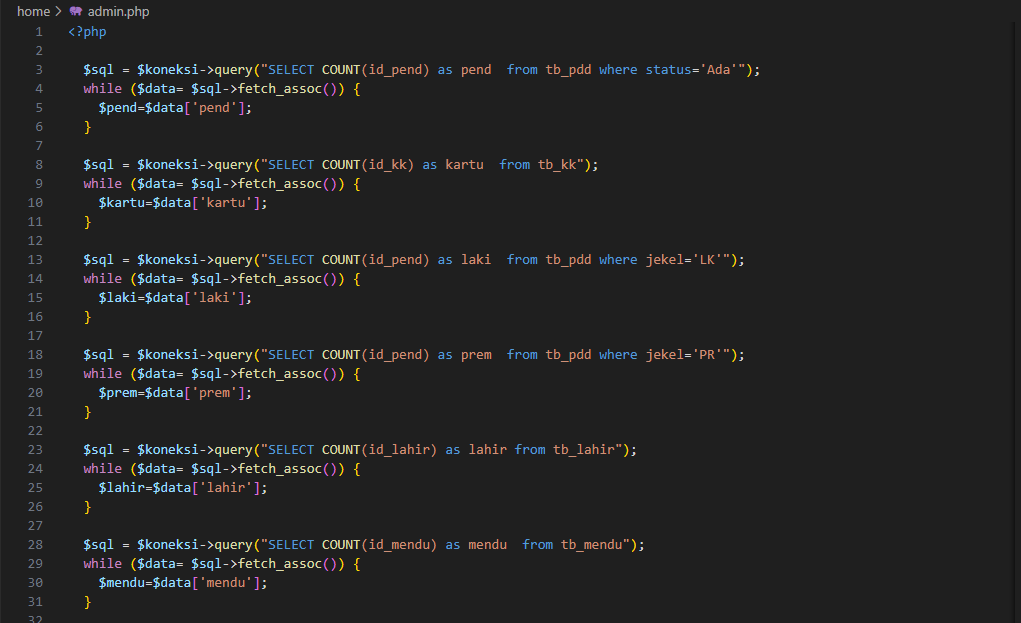 home > admin.php
1 <?php
2
3 $sql = $koneksi->query("SELECT COUNT(id_pend) as pend  from tb_pdd where status='Ada'");
4 while ($data= $sql->fetch_assoc()) {
5 $pend=$data['pend'];
6 }
7
8 $sql = $koneksi->query("SELECT COUNT(id_kk) as kartu  from tb_kk");
9 while ($data= $sql->fetch_assoc()) {
10 $kartu=$data['kartu'];
11 }
12
13 $sql = $koneksi->query("SELECT COUNT(id_pend) as laki  from tb_pdd where jekel='LK'");
14 while ($data= $sql->fetch_assoc()) {
15 $laki=$data['laki'];
16 }
17
18 $sql = $koneksi->query("SELECT COUNT(id_pend) as prem  from tb_pdd where jekel='PR'");
19 while ($data= $sql->fetch_assoc()) {
20 $prem=$data['prem'];
21 }
22
23 $sql = $koneksi->query("SELECT COUNT(id_lahir) as lahir from tb_lahir");
24 while ($data= $sql->fetch_assoc()) {
25 $lahir=$data['lahir'];
26 }
27
28 $sql = $koneksi->query("SELECT COUNT(id_mendu) as mendu  from tb_mendu");
29 while ($data= $sql->fetch_assoc()) {
30 $mendu=$data['mendu'];
31 }
32